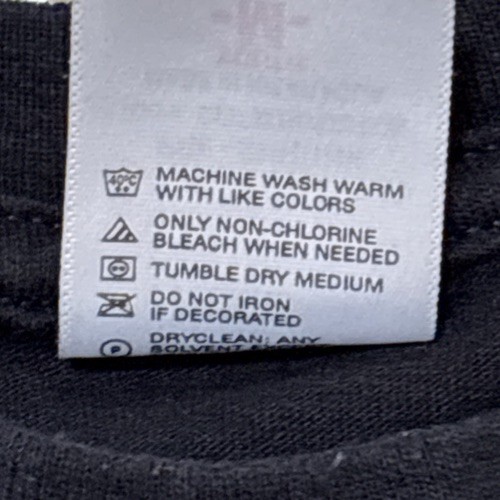 40°C
MACHINE WASH WARM
WITH LIKE COLORS
ONLY NON-CHLORINE
BLEACH WHEN NEEDED
TUMBLE DRY MEDIUM
DO NOT IRON
IF DECORATED
P
DRYCLEAN: ANY
SOLVENT